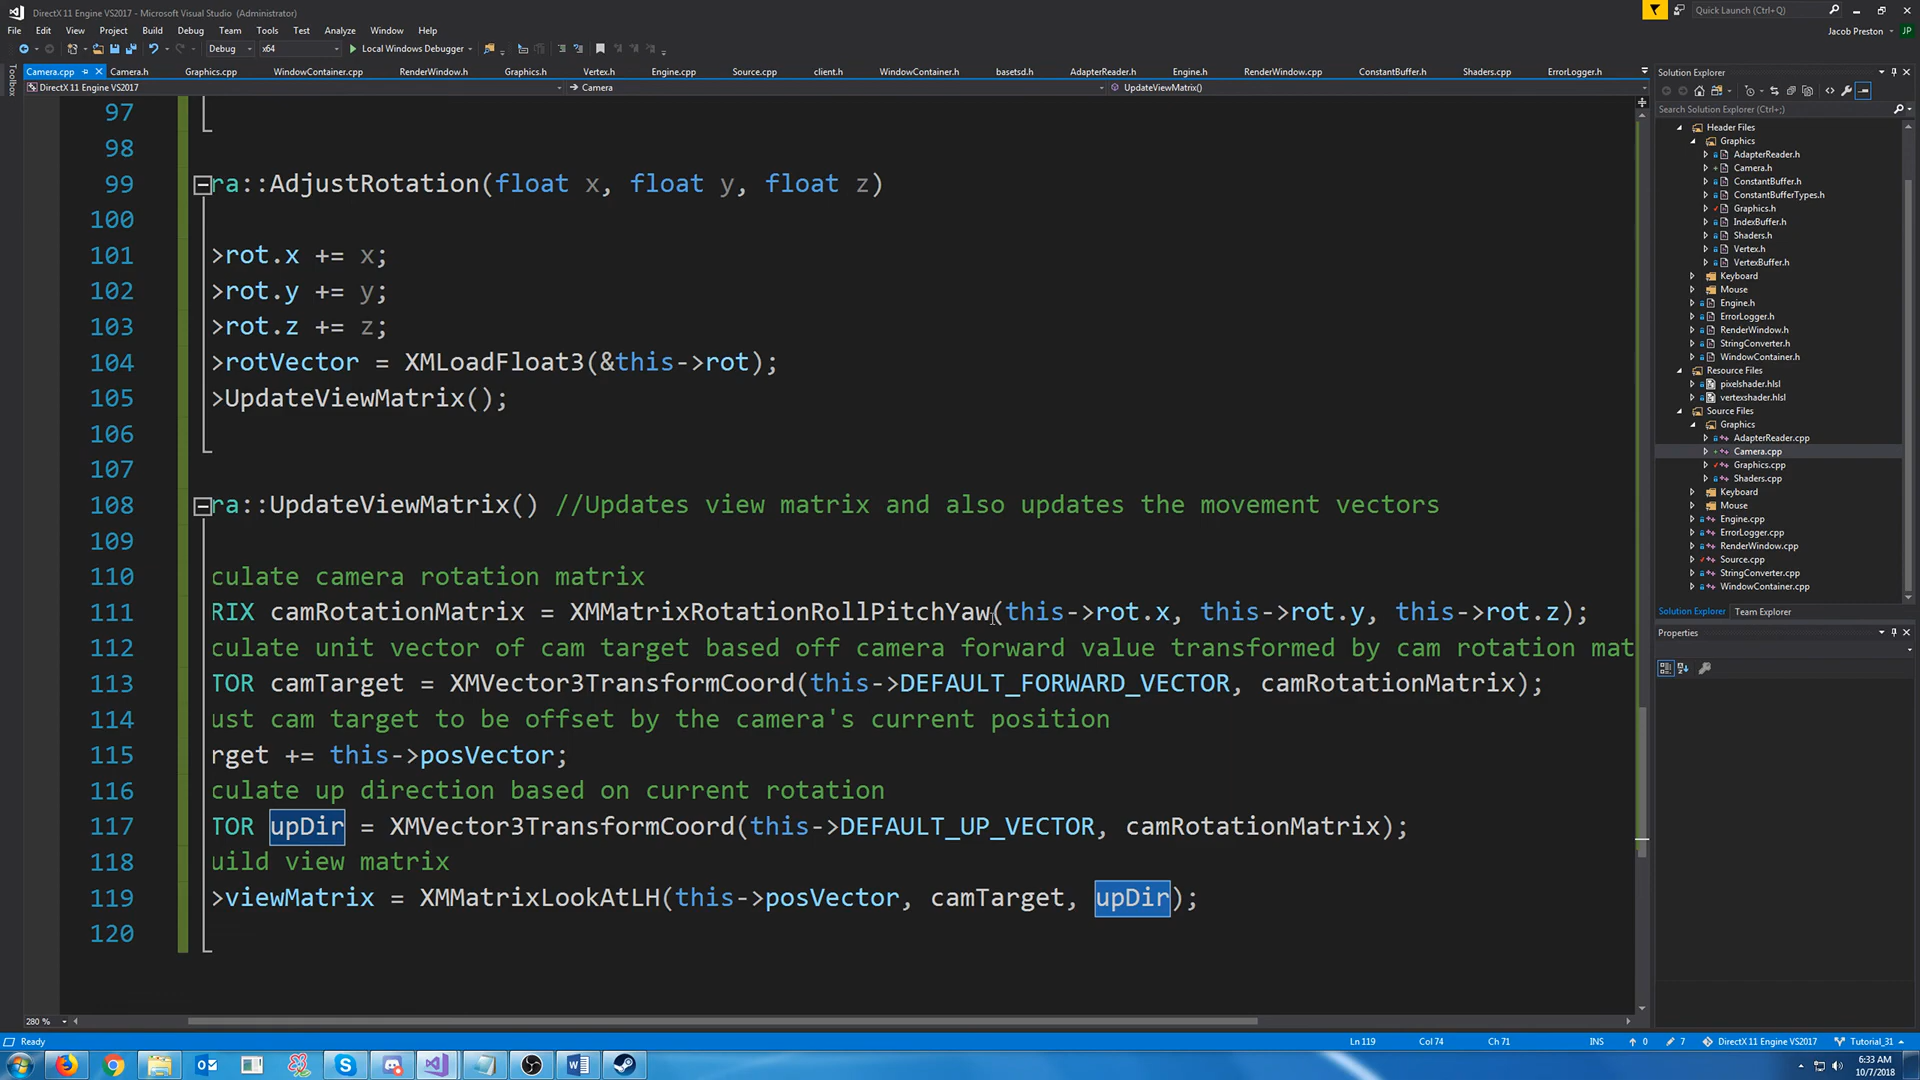 DirectX 11 Engine VS2017 - Microsoft Visual Studio (Administrator)
Quick Launch (Ctrl+Q)
File Edit View Project Build Debug Team Tools Test Analyze Window Help
Jacob Preston JP
Debug x64 Local Windows Debugger
Toolbox
Camera.cpp Camera.h Graphics.cpp WindowContainer.cpp RenderWindow.h Graphics.h Vertex.h Engine.cpp Source.cpp client.h WindowContainer.h basetsd.h AdapterReader.h Engine.h RenderWindow.cpp ConstantBuffer.h Shaders.cpp ErrorLogger.h
DirectX 11 Engine VS2017 Camera UpdateViewMatrix()
97
98
99 ra::AdjustRotation(float x, float y, float z)
100
101 >rot.x += x;
102 >rot.y += y;
103 >rot.z += z;
104 >rotVector = XMLoadFloat3(&this->rot);
105 >UpdateViewMatrix();
106
107
108 ra::UpdateViewMatrix() //Updates view matrix and also updates the movement vectors
109
110 culate camera rotation matrix
111 RIX camRotationMatrix = XMMatrixRotationRollPitchYaw(this->rot.x, this->rot.y, this->rot.z);
112 culate unit vector of cam target based off camera forward value transformed by cam rotation mat
113 TOR camTarget = XMVector3TransformCoord(this->DEFAULT_FORWARD_VECTOR, camRotationMatrix);
114 ust cam target to be offset by the camera's current position
115 rget += this->posVector;
116 culate up direction based on current rotation
117 TOR upDir = XMVector3TransformCoord(this->DEFAULT_UP_VECTOR, camRotationMatrix);
118 uild view matrix
119 >viewMatrix = XMMatrixLookAtLH(this->posVector, camTarget, upDir);
120
280 %
Solution Explorer
Search Solution Explorer (Ctrl+;)
Header Files
Graphics
AdapterReader.h
Camera.h
ConstantBuffer.h
ConstantBufferTypes.h
Graphics.h
IndexBuffer.h
Shaders.h
Vertex.h
VertexBuffer.h
Keyboard
Mouse
Engine.h
ErrorLogger.h
RenderWindow.h
StringConverter.h
WindowContainer.h
Resource Files
pixelshader.hlsl
vertexshader.hlsl
Source Files
Graphics
AdapterReader.cpp
Camera.cpp
Graphics.cpp
Shaders.cpp
Keyboard
Mouse
Engine.cpp
ErrorLogger.cpp
RenderWindow.cpp
Source.cpp
StringConverter.cpp
WindowContainer.cpp
Solution Explorer Team Explorer
Properties
Ready Ln 119 Col 74 Ch 71 INS 0 7 DirectX 11 Engine VS2017 Tutorial_31
6:33 AM
10/7/2018